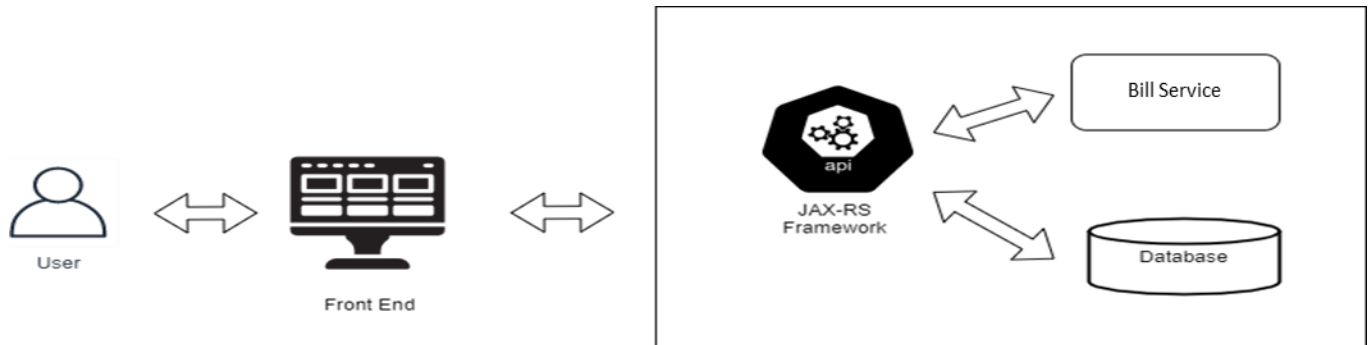 User
Front End
api
JAX-RS
Framework
Bill Service
Database